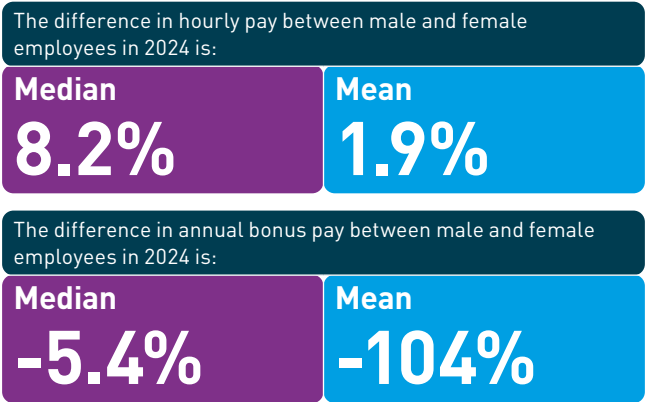 The difference in hourly pay between male and female
employees in 2024 is:
Median
8.2%
Mean
1.9%
The difference in annual bonus pay between male and female
employees in 2024 is:
Median
-5.4%
Mean
-104%